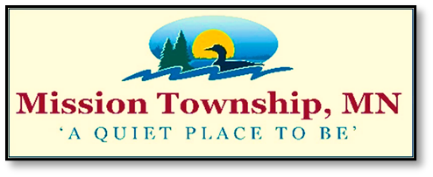 Mission Township, MN
‘A QUIET PLACE TO BE’